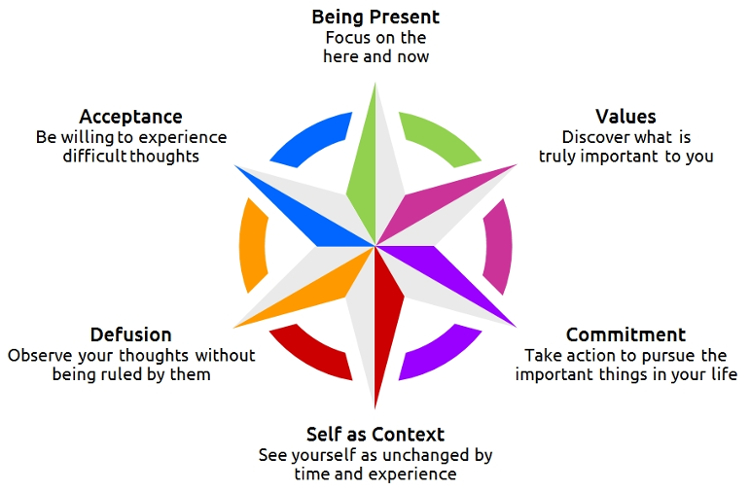 Being Present
Focus on the
here and now
Acceptance
Be willing to experience
difficult thoughts
Values
Discover what is
truly important to you
Defusion
Observe your thoughts without
being ruled by them
Commitment
Take action to pursue the
important things in your life
Self as Context
See yourself as unchanged by
time and experience